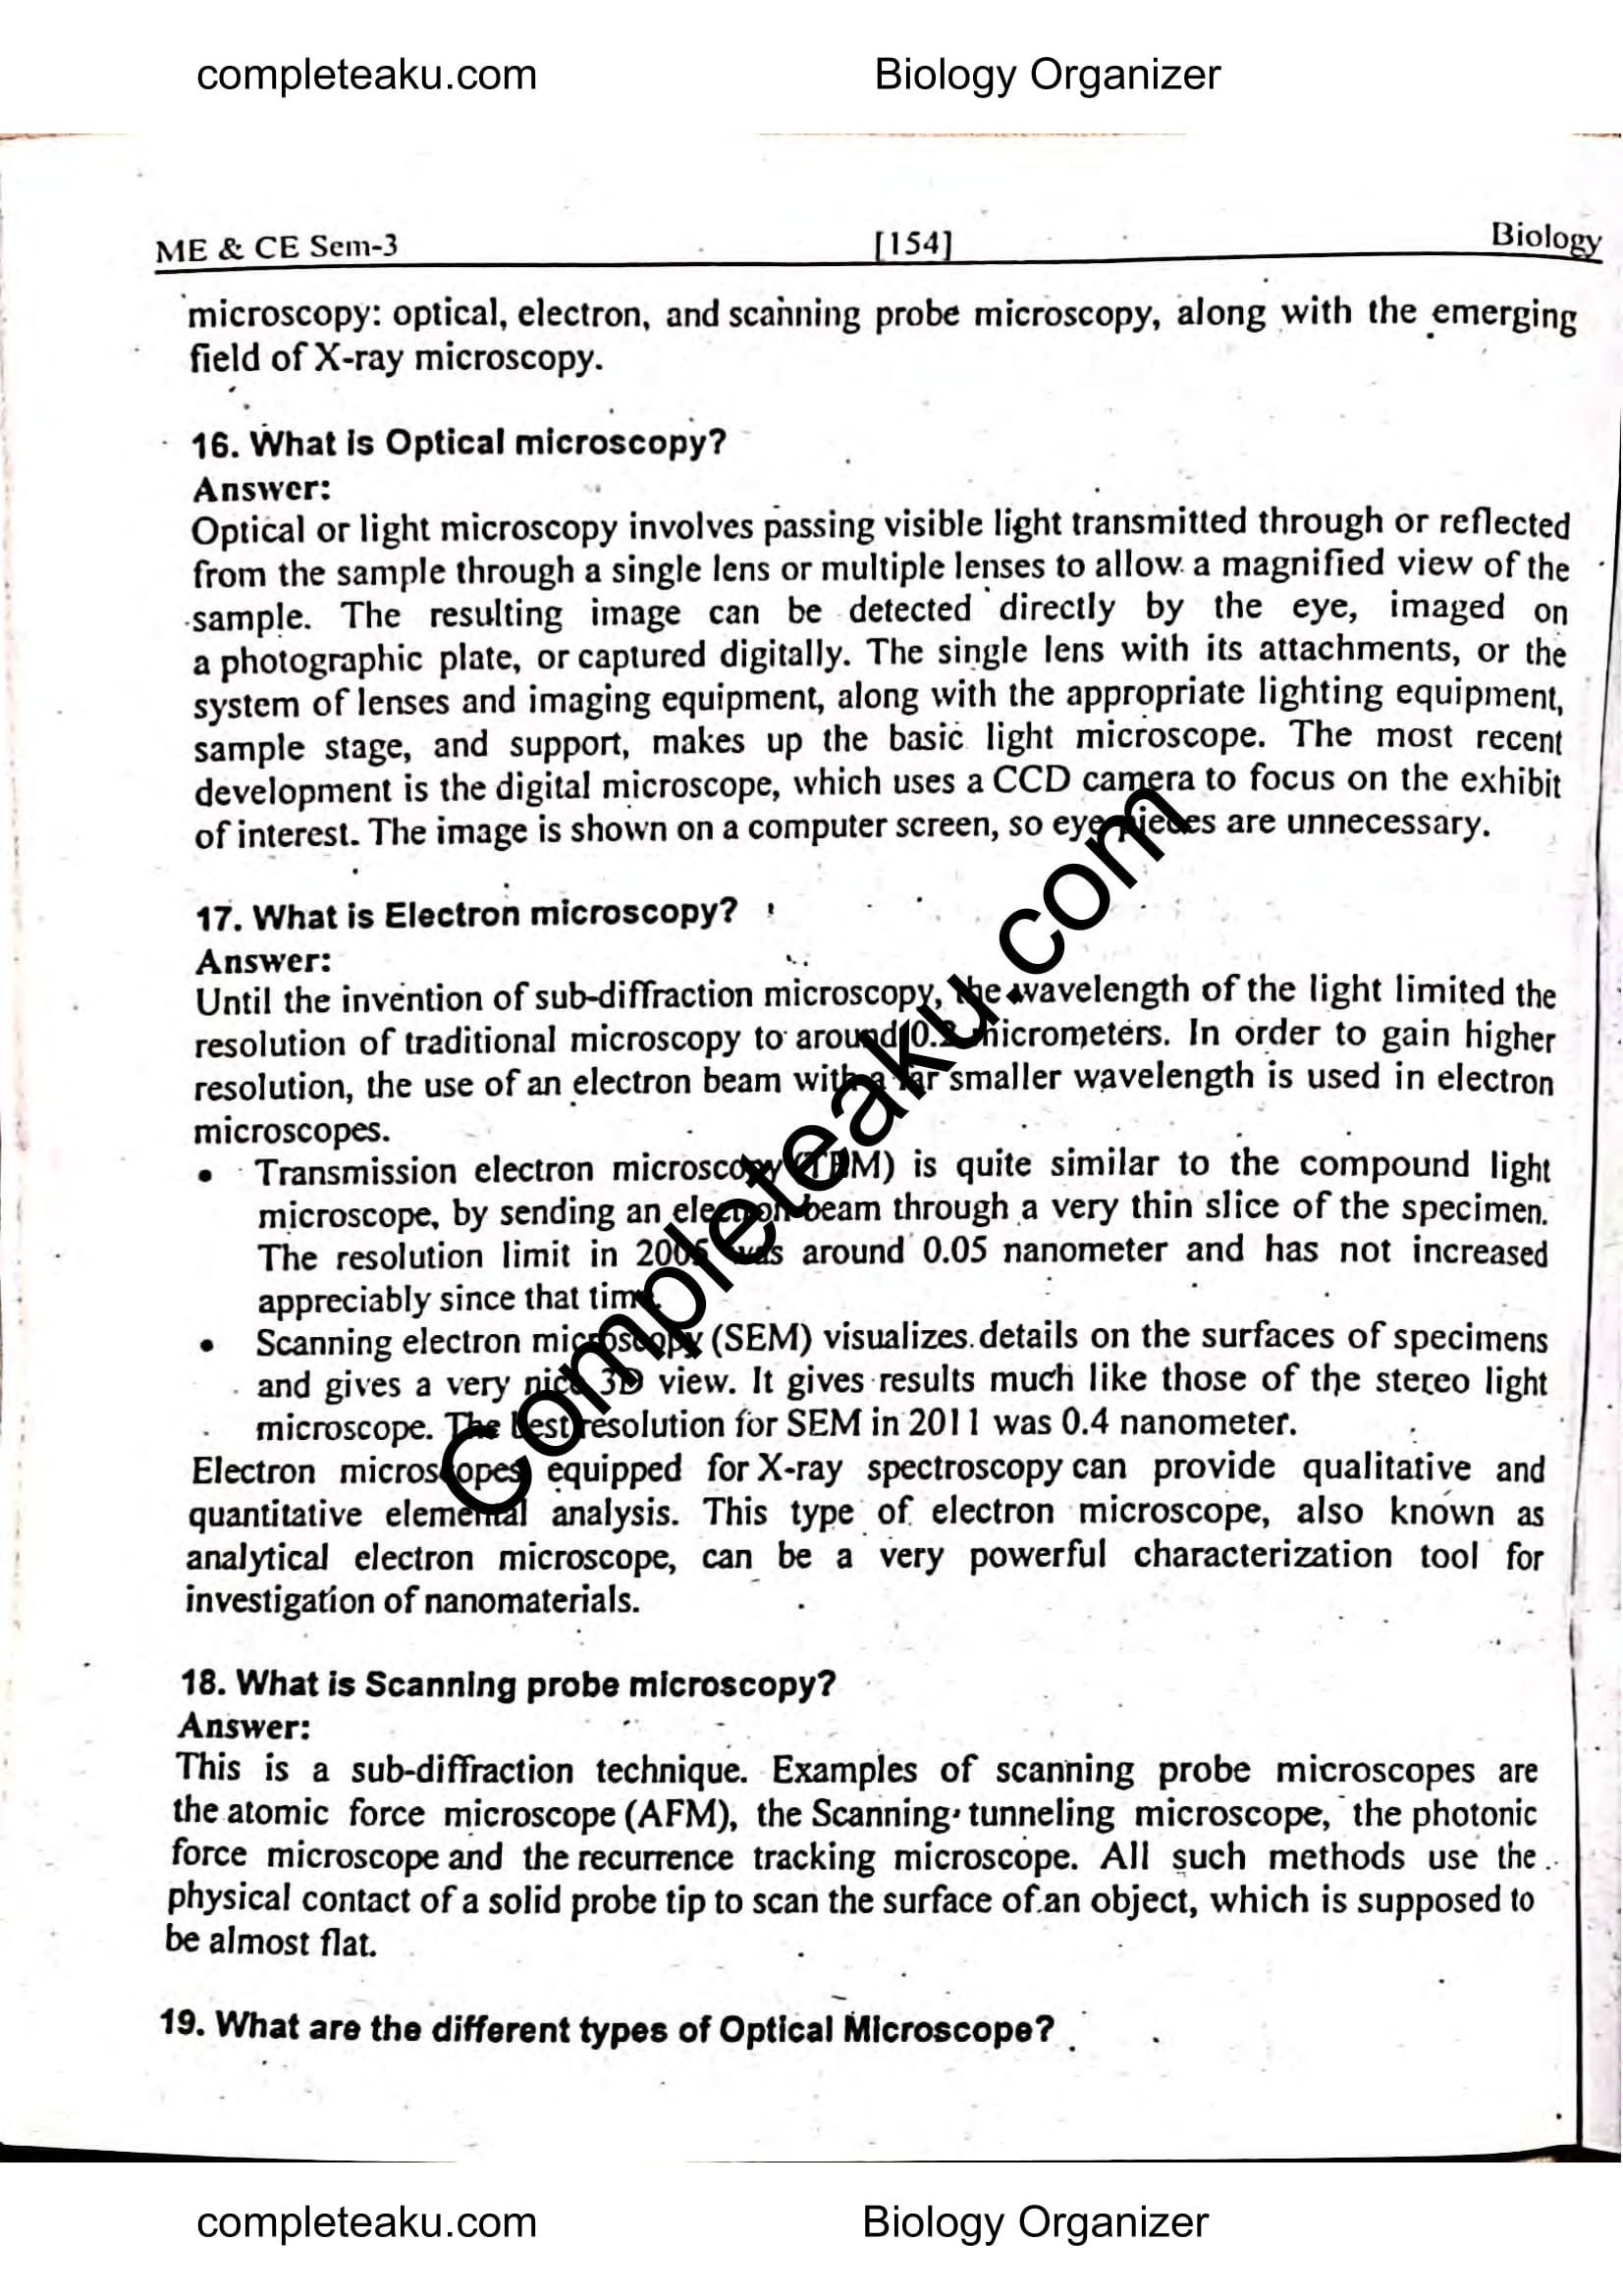 completeaku.com Biology Organizer
ME & CE Sem-3 [154] Biology
microscopy: optical, electron, and scanning probe microscopy, along with the emerging
field of X-ray microscopy.
16. What is Optical microscopy?
Answer:
Optical or light microscopy involves passing visible light transmitted through or reflected
from the sample through a single lens or multiple lenses to allow a magnified view of the
sample. The resulting image can be detected directly by the eye, imaged on
a photographic plate, or captured digitally. The single lens with its attachments, or the
system of lenses and imaging equipment, along with the appropriate lighting equipment,
sample stage, and support, makes up the basic light microscope. The most recent
development is the digital microscope, which uses a CCD camera to focus on the exhibit
of interest. The image is shown on a computer screen, so eye pieces are unnecessary.
17. What is Electron microscopy?
Answer:
Until the invention of sub-diffraction microscopy, the wavelength of the light limited the
resolution of traditional microscopy to around 0.2 micrometers. In order to gain higher
resolution, the use of an electron beam with a far smaller wavelength is used in electron
microscopes.
• Transmission electron microscopy (TEM) is quite similar to the compound light
microscope, by sending an electron beam through a very thin slice of the specimen.
The resolution limit in 2005 was around 0.05 nanometer and has not increased
appreciably since that time.
• Scanning electron microscopy (SEM) visualizes details on the surfaces of specimens
and gives a very nice 3D view. It gives results much like those of the stereo light
microscope. The best resolution for SEM in 2011 was 0.4 nanometer.
Electron microscopes equipped for X-ray spectroscopy can provide qualitative and
quantitative elemental analysis. This type of electron microscope, also known as
analytical electron microscope, can be a very powerful characterization tool for
investigation of nanomaterials.
18. What is Scanning probe microscopy?
Answer:
This is a sub-diffraction technique. Examples of scanning probe microscopes are
the atomic force microscope (AFM), the Scanning tunneling microscope, the photonic
force microscope and the recurrence tracking microscope. All such methods use the
physical contact of a solid probe tip to scan the surface of an object, which is supposed to
be almost flat.
19. What are the different types of Optical Microscope?
Completeaku.com
completeaku.com Biology Organizer